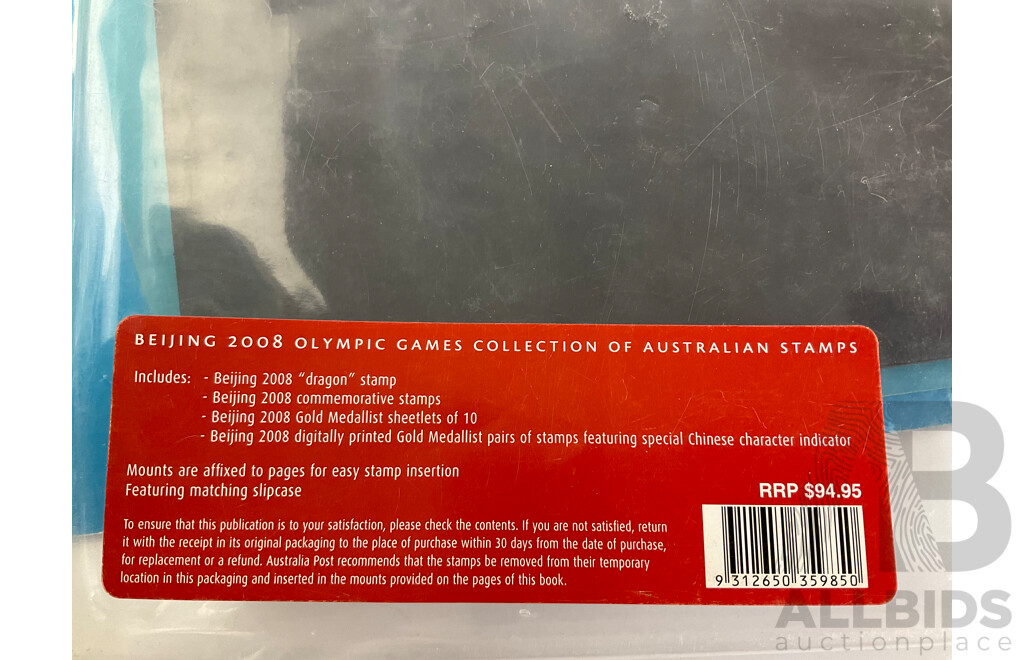 BEIJING 2008 OLYMPIC GAMES COLLECTION OF AUSTRALIAN STAMPS
Includes: - Beijing 2008 “dragon” stamp
- Beijing 2008 commemorative stamps
- Beijing 2008 Gold Medallist sheetlets of 10
- Beijing 2008 digitally printed Gold Medallist pairs of stamps featuring special Chinese character indicator
Mounts are affixed to pages for easy stamp insertion
Featuring matching slipcase
RRP $94.95
To ensure that this publication is to your satisfaction, please check the contents. If you are not satisfied, return
it with the receipt in its original packaging to the place of purchase within 30 days from the date of purchase,
for replacement or a refund. Australia Post recommends that the stamps be removed from their temporary
location in this packaging and inserted in the mounts provided on the pages of this book.
9 312650 359850
AB
ALLBIDS
auctionplace